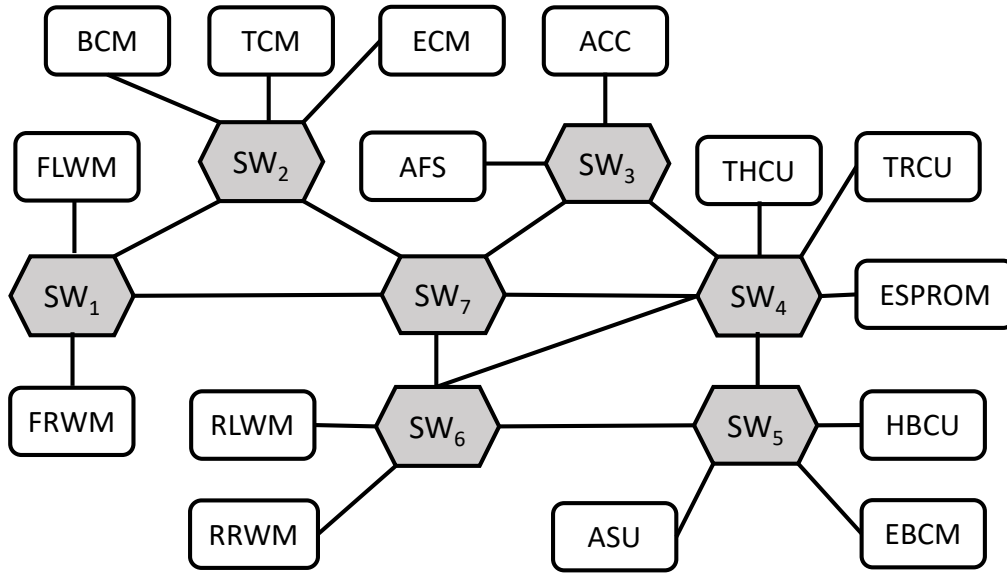 BCM
TCM
ECM
ACC
FLWM
SW₂
AFS
SW₃
THCU
TRCU
SW₁
SW₇
SW₄
ESPROM
FRWM
RLWM
SW₆
SW₅
HBCU
RRWM
ASU
EBCM